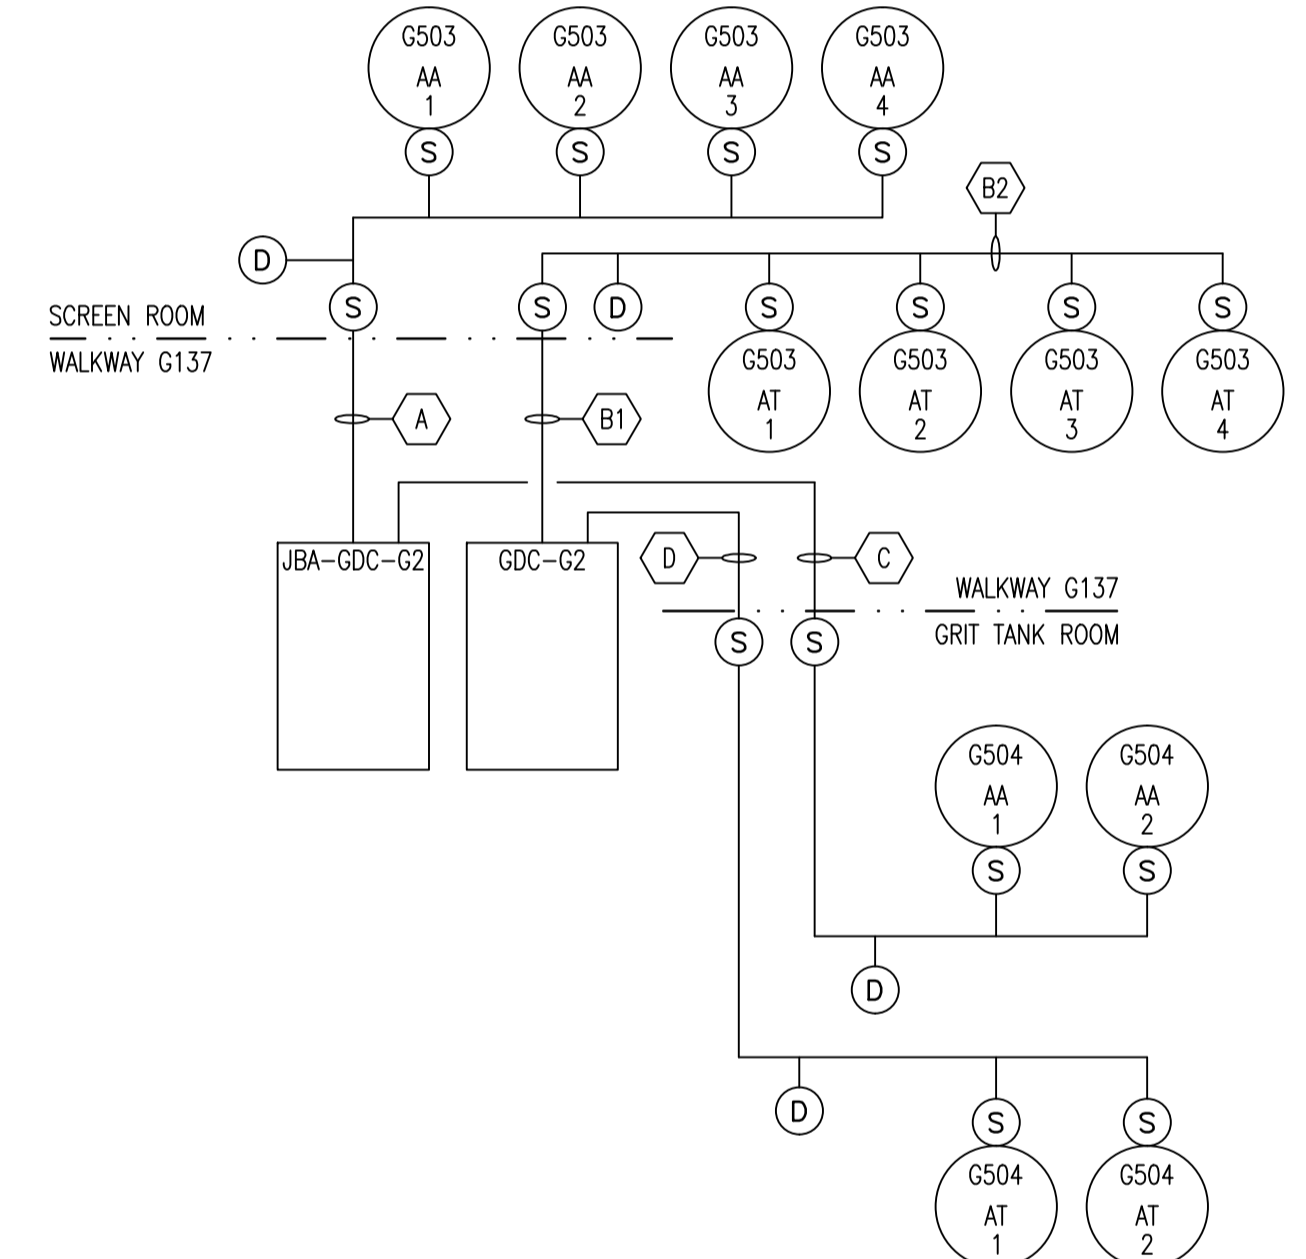 G503 G503 G503 G503
AA AA AA AA
1 2 3 4
S S S S
B2
D
S S D S S S S
SCREEN ROOM
WALKWAY G137
G503 G503 G503 G503
AT AT AT AT
1 2 3 4
A B1
JBA-GDC-G2 GDC-G2 D C
WALKWAY G137
GRIT TANK ROOM
S S
G504 G504
AA AA
1 2
S S
D
D
S S
G504 G504
AT AT
1 2